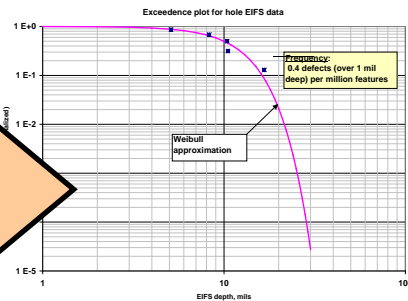 Exceedence plot for hole EIFS data
1 E+0
Frequency:
0.4 defects (over 1 mil
deep) per million features
1 E-1
1 E-2
Weibull
approximation
1 E-5
1
10
10
EIFS depth, mils